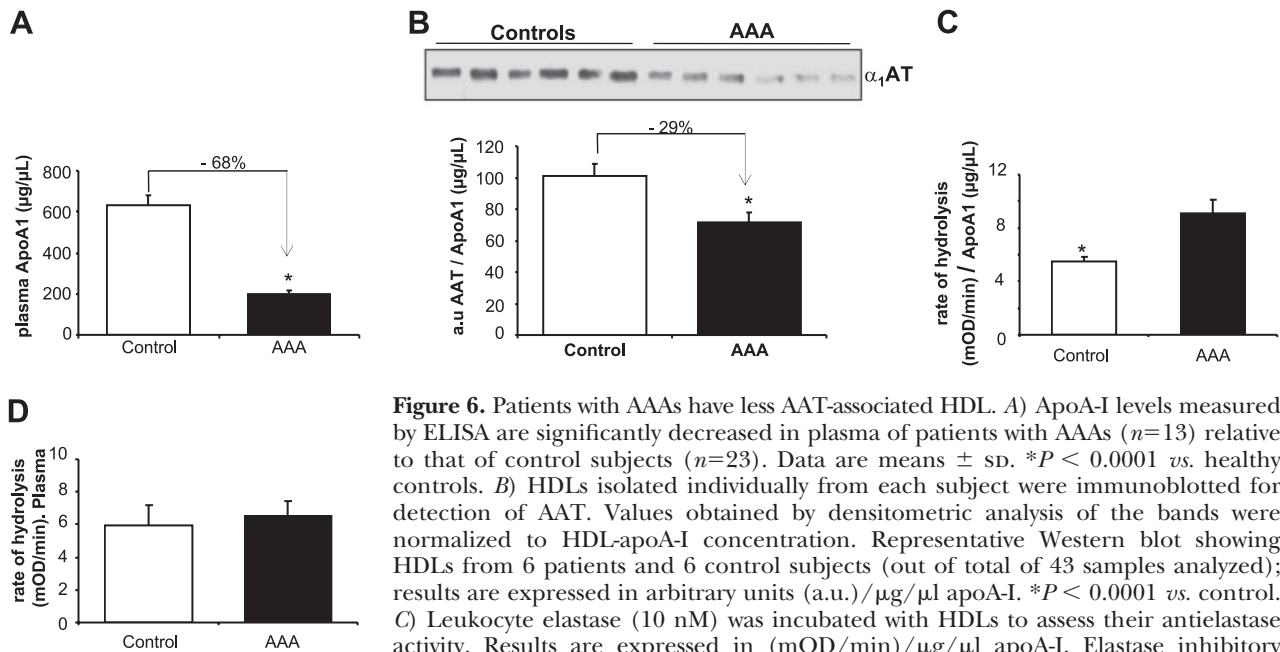 A
plasma ApoA1 (µg/µL)
800
600
400
200
0
- 68%
*
Control AAA
B
Controls AAA
α₁AT
a.u AAT / ApoA1 (µg/µL)
120
100
80
60
40
20
0
- 29%
*
Control AAA
C
rate of hydrolysis
(mOD/min) / ApoA1 (µg/µL)
12
8
4
0
*
Control AAA
D
rate of hydrolysis
(mOD/min). Plasma
10
8
6
4
2
0
Control AAA
Figure 6. Patients with AAAs have less AAT-associated HDL. A) ApoA-I levels measured
by ELISA are significantly decreased in plasma of patients with AAAs (n=13) relative
to that of control subjects (n=23). Data are means ± SD. *P < 0.0001 vs. healthy
controls. B) HDLs isolated individually from each subject were immunoblotted for
detection of AAT. Values obtained by densitometric analysis of the bands were
normalized to HDL-apoA-I concentration. Representative Western blot showing
HDLs from 6 patients and 6 control subjects (out of total of 43 samples analyzed);
results are expressed in arbitrary units (a.u.)/µg/µl apoA-I. *P < 0.0001 vs. control.
C) Leukocyte elastase (10 nM) was incubated with HDLs to assess their antielastase
activity. Results are expressed in (mOD/min)/µg/µl apoA-I. Elastase inhibitory